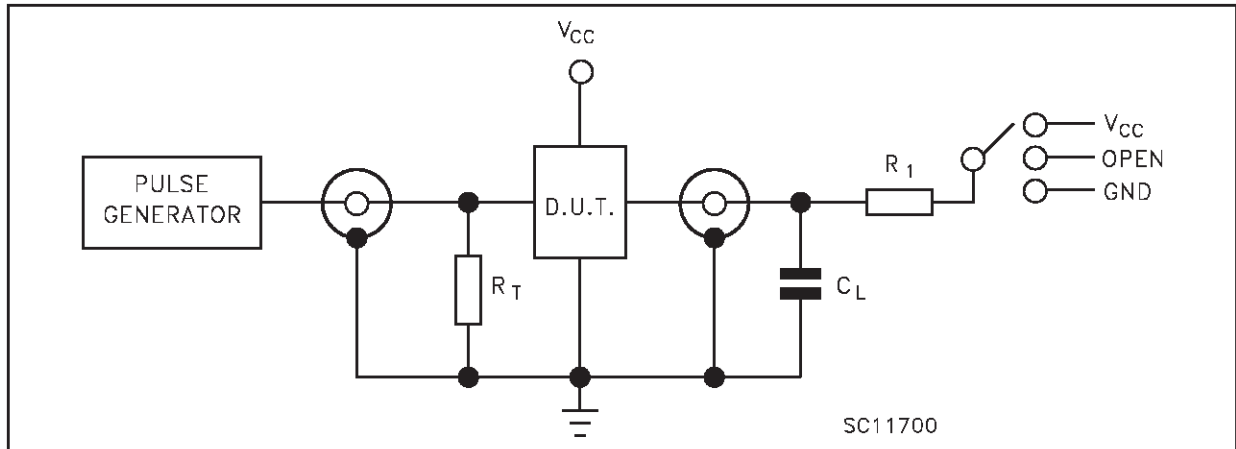 VCC
PULSE
GENERATOR
D.U.T.
RT
CL
R1
VCC
OPEN
GND
SC11700